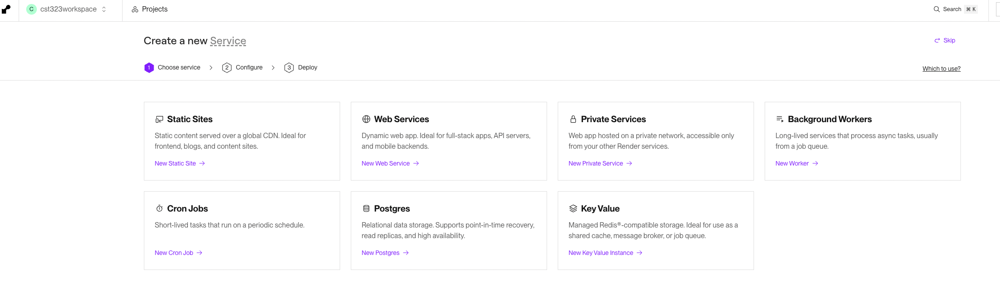 C cst323workspace
Projects
Search ⌘ K
Create a new Service
Skip
1 Choose service
2 Configure
3 Deploy
Which to use?
Static Sites
Static content served over a global CDN. Ideal for
frontend, blogs, and content sites.
New Static Site →
Web Services
Dynamic web app. Ideal for full-stack apps, API servers,
and mobile backends.
New Web Service →
Private Services
Web app hosted on a private network, accessible only
from your other Render services.
New Private Service →
Background Workers
Long-lived services that process async tasks, usually
from a job queue.
New Worker →
Cron Jobs
Short-lived tasks that run on a periodic schedule.
New Cron Job →
Postgres
Relational data storage. Supports point-in-time recovery,
read replicas, and high availability.
New Postgres →
Key Value
Managed Redis®-compatible storage. Ideal for use as a
shared cache, message broker, or job queue.
New Key Value Instance →